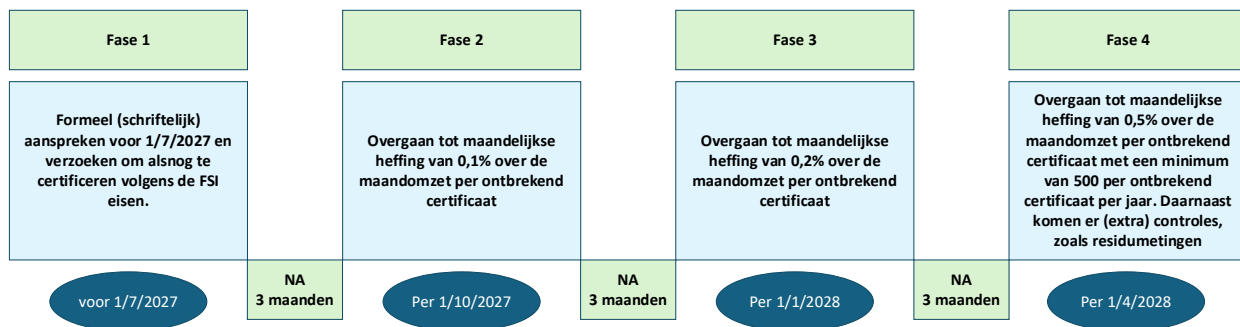 Fase 1
Fase 2
Fase 3
Fase 4
Formeel (schriftelijk)
aanspreken voor 1/7/2027 en
verzoeken om alsnog te
certificeren volgens de FSI
eisen.
Overgaan tot maandelijkse
heffing van 0,1% over de
maandomzet per ontbrekend
certificaat
Overgaan tot maandelijkse
heffing van 0,2% over de
maandomzet per ontbrekend
certificaat
Overgaan tot maandelijkse
heffing van 0,5% over de
maandomzet per ontbrekend
certificaat met een minimum
van 500 per ontbrekend
certificaat per jaar. Daarnaast
komen er (extra) controles,
zoals residumetingen
voor 1/7/2027
NA
3 maanden
Per 1/10/2027
NA
3 maanden
Per 1/1/2028
NA
3 maanden
Per 1/4/2028